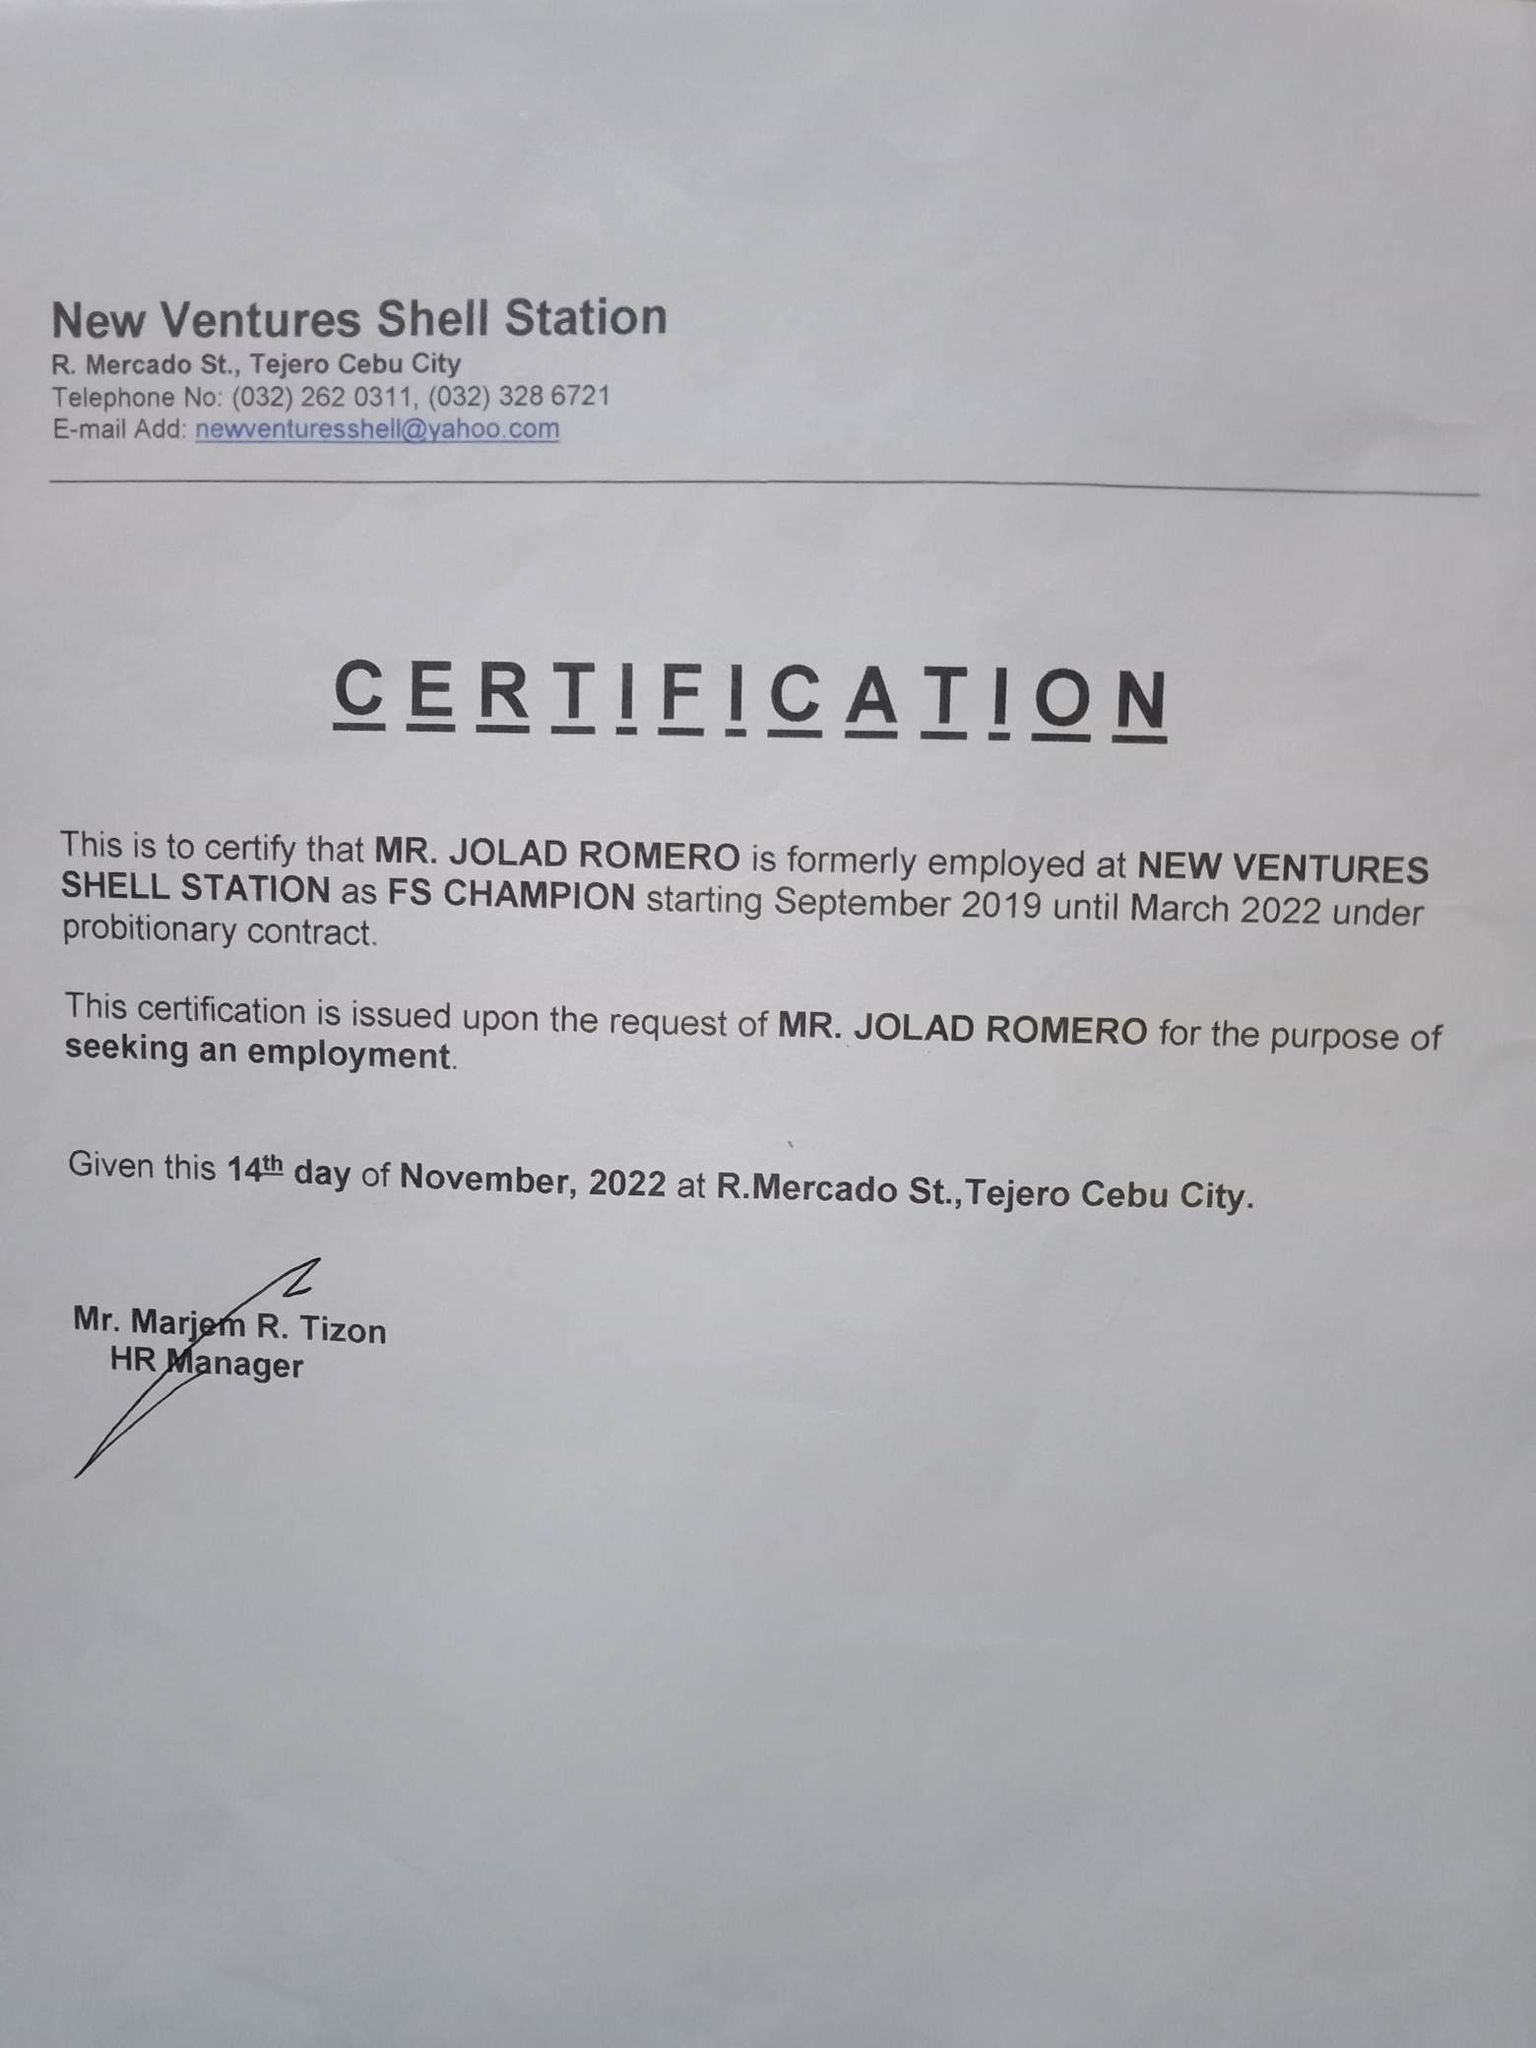 New Ventures Shell Station
R. Mercado St., Tejero Cebu City
Telephone No: (032) 262 0311, (032) 328 6721
E-mail Add: newventuresshell@yahoo.com
CERTIFICATION
This is to certify that MR. JOLAD ROMERO is formerly employed at NEW VENTURES
SHELL STATION as FS CHAMPION starting September 2019 until March 2022 under
probitionary contract.
This certification is issued upon the request of MR. JOLAD ROMERO for the purpose of
seeking an employment.
Given this 14th day of November, 2022 at R.Mercado St.,Tejero Cebu City.
Mr. Marjem R. Tizon
HR Manager